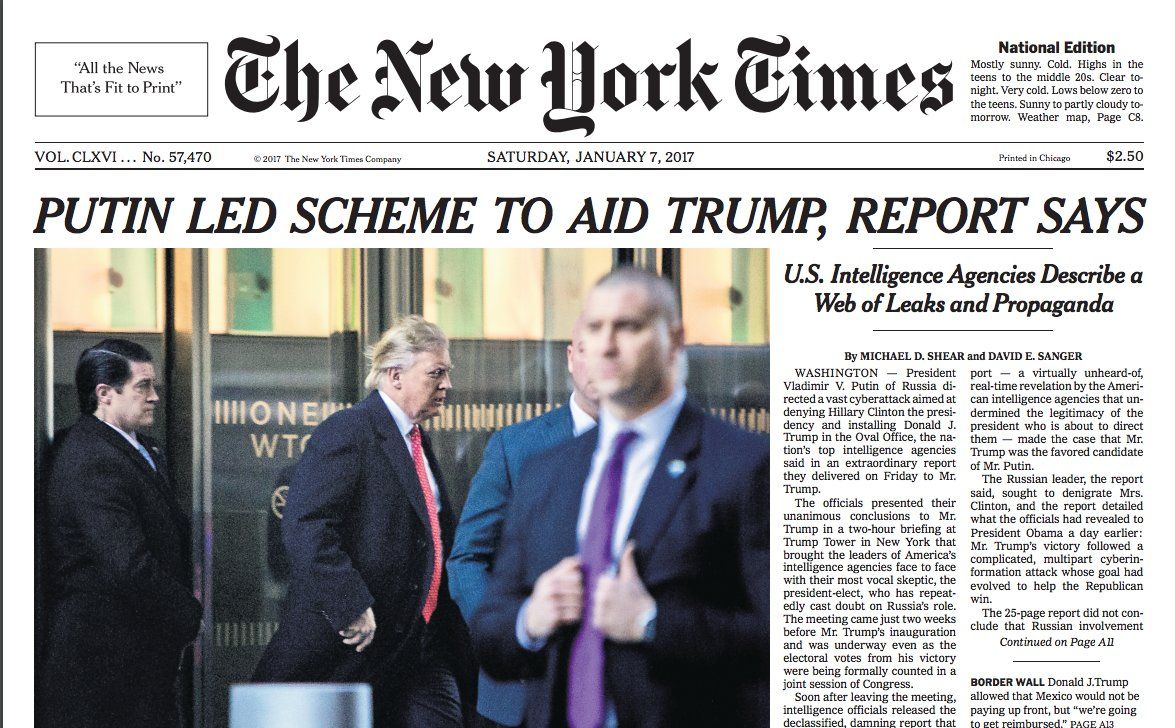 “All the News
That’s Fit to Print”
The New York Times
National Edition
Mostly sunny. Cold. Highs in the
teens to the middle 20s. Clear to-
night. Very cold. Lows below zero to
the teens. Sunny to partly cloudy to-
morrow. Weather map, Page C8.
VOL. CLXVI . . . No. 57,470
© 2017 The New York Times Company
SATURDAY, JANUARY 7, 2017
Printed in Chicago
$2.50
PUTIN LED SCHEME TO AID TRUMP, REPORT SAYS
ONE
WTC
U.S. Intelligence Agencies Describe a
Web of Leaks and Propaganda
By MICHAEL D. SHEAR and DAVID E. SANGER
WASHINGTON — President
Vladimir V. Putin of Russia di-
rected a vast cyberattack aimed at
denying Hillary Clinton the presi-
dency and installing Donald J.
Trump in the Oval Office, the na-
tion’s top intelligence agencies
said in an extraordinary report
they delivered on Friday to Mr.
Trump.
The officials presented their
unanimous conclusions to Mr.
Trump in a two-hour briefing at
Trump Tower in New York that
brought the leaders of America’s
intelligence agencies face to face
with their most vocal skeptic, the
president-elect, who has repeat-
edly cast doubt on Russia’s role.
The meeting came just two weeks
before Mr. Trump’s inauguration
and was underway even as the
electoral votes from his victory
were being formally counted in a
joint session of Congress.
Soon after leaving the meeting,
intelligence officials released the
declassified, damning report that
port — a virtually unheard-of,
real-time revelation by the Ameri-
can intelligence agencies that un-
dermined the legitimacy of the
president who is about to direct
them — made the case that Mr.
Trump was the favored candidate
of Mr. Putin.
The Russian leader, the report
said, sought to denigrate Mrs.
Clinton, and the report detailed
what the officials had revealed to
President Obama a day earlier:
Mr. Trump’s victory followed a
complicated, multipart cyberin-
formation attack whose goal had
evolved to help the Republican
win.
The 25-page report did not con-
clude that Russian involvement
Continued on Page A11
BORDER WALL Donald J.Trump
allowed that Mexico would not be
paying up front, but “we’re going
to get reimbursed.” PAGE A13